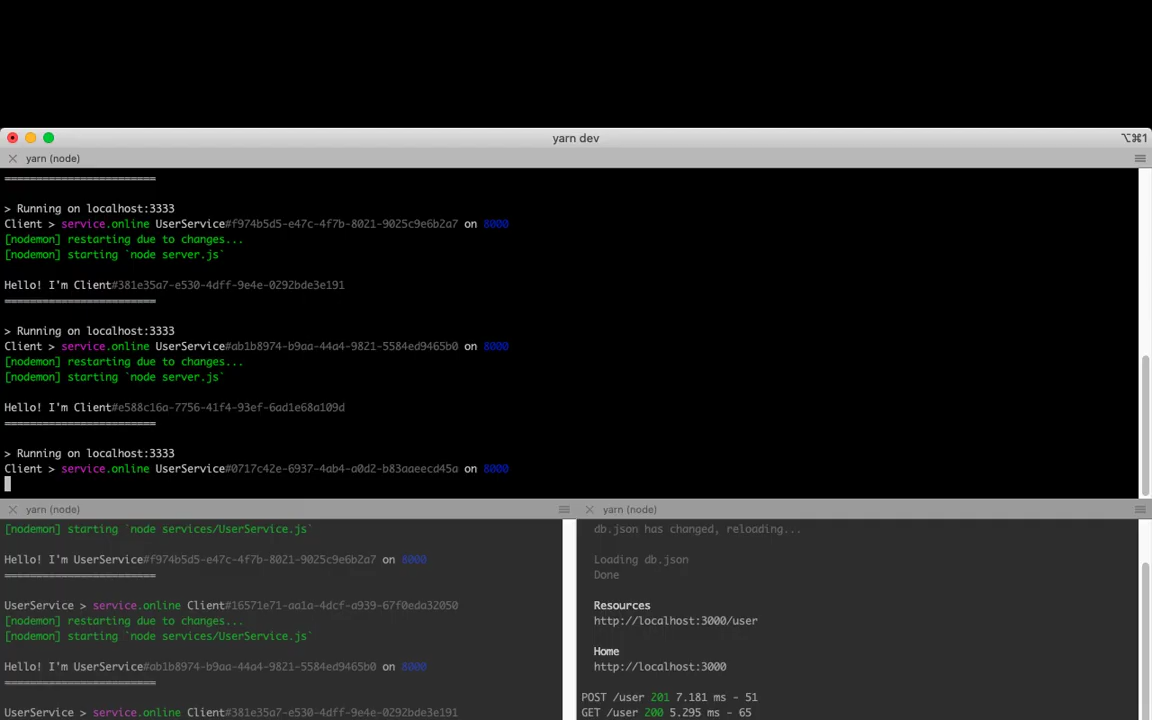 yarn dev
⌥⌘1
yarn (node)
=========================
> Running on localhost:3333
Client > service.online UserService#f974b5d5-e47c-4f7b-8021-9025c9e6b2a7 on 8000
[nodemon] restarting due to changes...
[nodemon] starting `node server.js`
Hello! I'm Client#381e35a7-e530-4dff-9e4e-0292bde3e191
=========================
> Running on localhost:3333
Client > service.online UserService#ab1b8974-b9aa-44a4-9821-5584ed9465b0 on 8000
[nodemon] restarting due to changes...
[nodemon] starting `node server.js`
Hello! I'm Client#e588c16a-7756-41f4-93ef-6ad1e68a109d
=========================
> Running on localhost:3333
Client > service.online UserService#0717c42e-6937-4ab4-a0d2-b83aaeecd45a on 8000
yarn (node)
[nodemon] starting `node services/UserService.js`
Hello! I'm UserService#f974b5d5-e47c-4f7b-8021-9025c9e6b2a7 on 8000
=========================
UserService > service.online Client#16571e71-aa1a-4dcf-a939-67f0eda32050
[nodemon] restarting due to changes...
[nodemon] starting `node services/UserService.js`
Hello! I'm UserService#ab1b8974-b9aa-44a4-9821-5584ed9465b0 on 8000
=========================
UserService > service.online Client#381e35a7-e530-4dff-9e4e-0292bde3e191
yarn (node)
db.json has changed, reloading...
Loading db.json
Done
Resources
http://localhost:3000/user
Home
http://localhost:3000
POST /user 201 7.181 ms - 51
GET /user 200 5.295 ms - 65